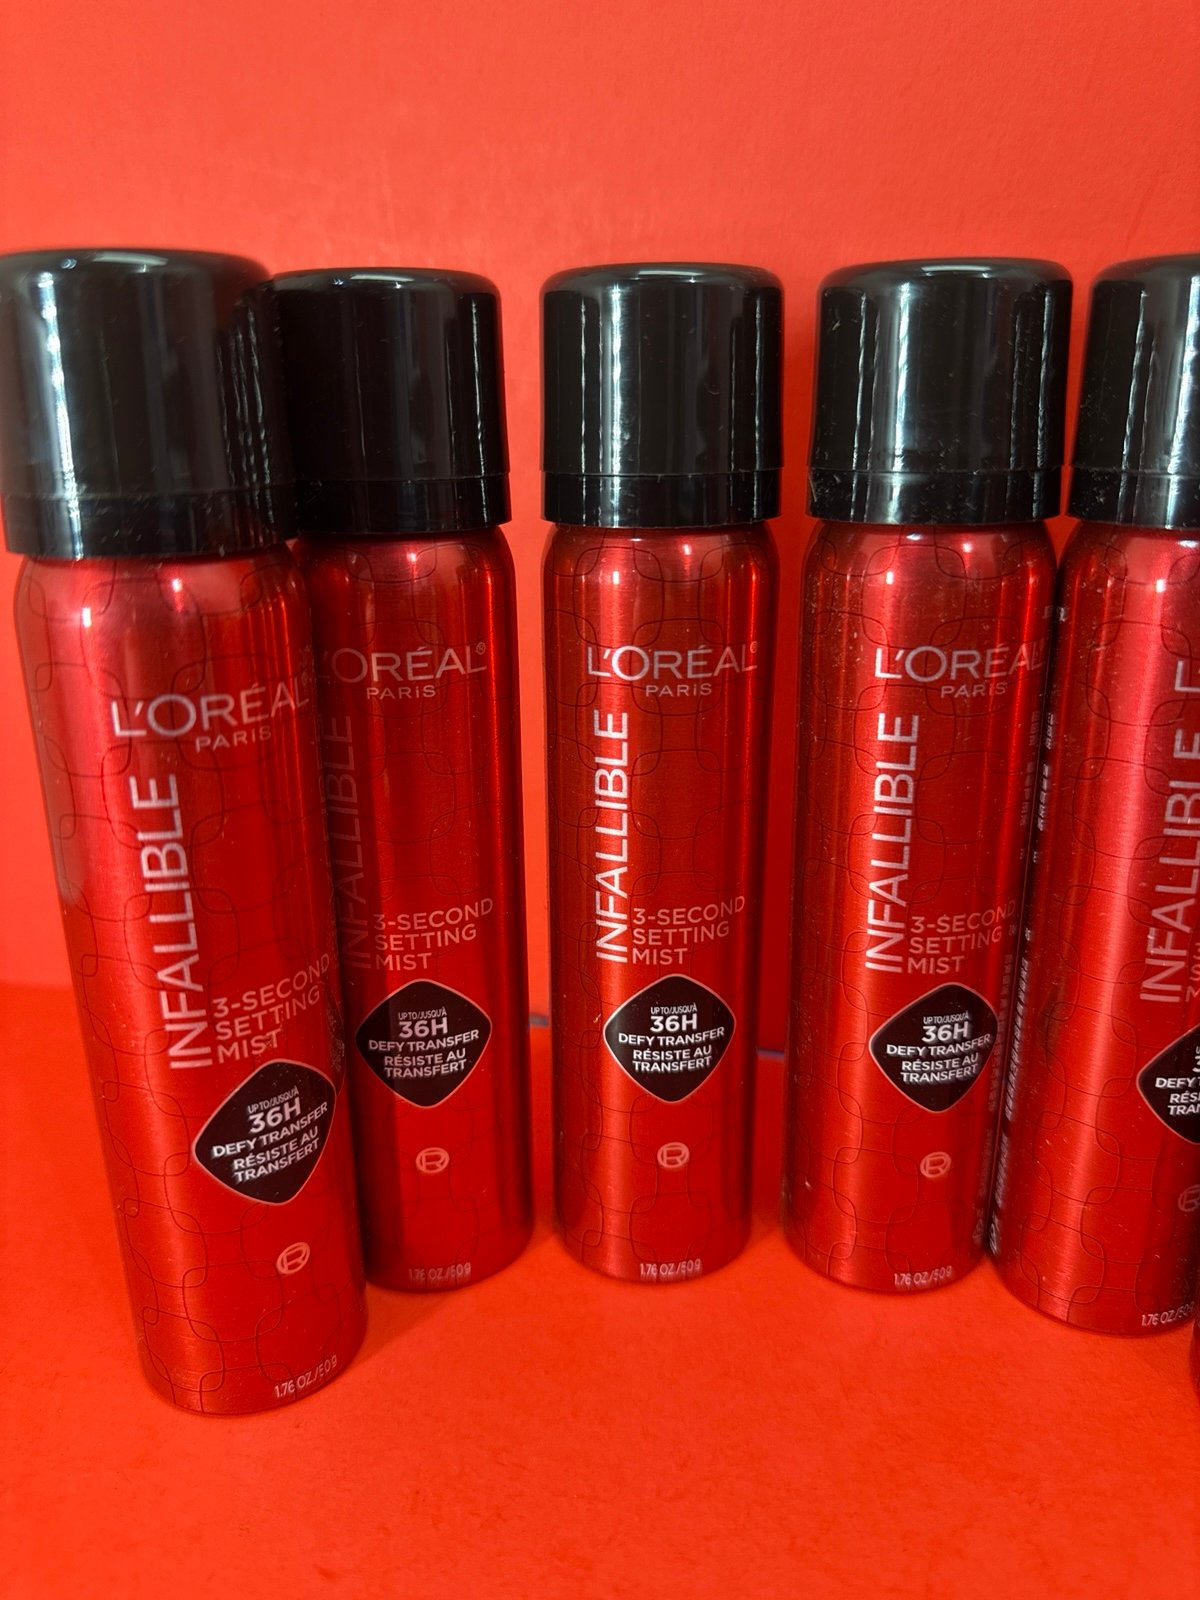 L'ORÉAL
PARIS
INFALLIBLE
3-SECOND
SETTING
MIST
UP TO/JUSQU'À
36H
DEFY TRANSFER
RÉSISTE AU
TRANSFERT
1.76 OZ./50g
L'ORÉAL®
PARIS
INFALLIBLE
3-SECOND
SETTING
MIST
UP TO/JUSQU'À
36H
DEFY TRANSFER
RÉSISTE AU
TRANSFERT
1.76 OZ./50g
L'ORÉAL®
PARIS
INFALLIBLE
3-SECOND
SETTING
MIST
UP TO/JUSQU'À
36H
DEFY TRANSFER
RÉSISTE AU
TRANSFERT
1.76 OZ./50g
L'ORÉAL
PARIS
INFALLIBLE
3-SECOND
SETTING
MIST
UP TO/JUSQU'À
36H
DEFY TRANSFER
RÉSISTE AU
TRANSFERT
1.76 OZ./50g
INFALLIBLE
1.76 OZ./50